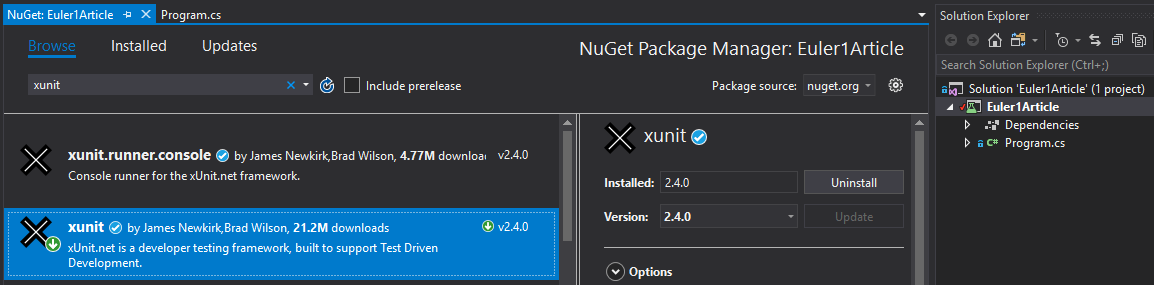 NuGet: Euler1Article
Program.cs
Browse
Installed
Updates
NuGet Package Manager: Euler1Article
xunit
Include prerelease
Package source:
nuget.org
xunit.runner.console by James Newkirk,Brad Wilson, 4.77M downloads v2.4.0
Console runner for the xUnit.net framework.
xunit by James Newkirk,Brad Wilson, 21.2M downloads v2.4.0
xUnit.net is a developer testing framework, built to support Test Driven
Development.
xunit
Installed: 2.4.0 Uninstall
Version: 2.4.0 Update
Options
Solution Explorer
Search Solution Explorer (Ctrl+;)
Solution 'Euler1Article' (1 project)
Euler1Article
Dependencies
C# Program.cs